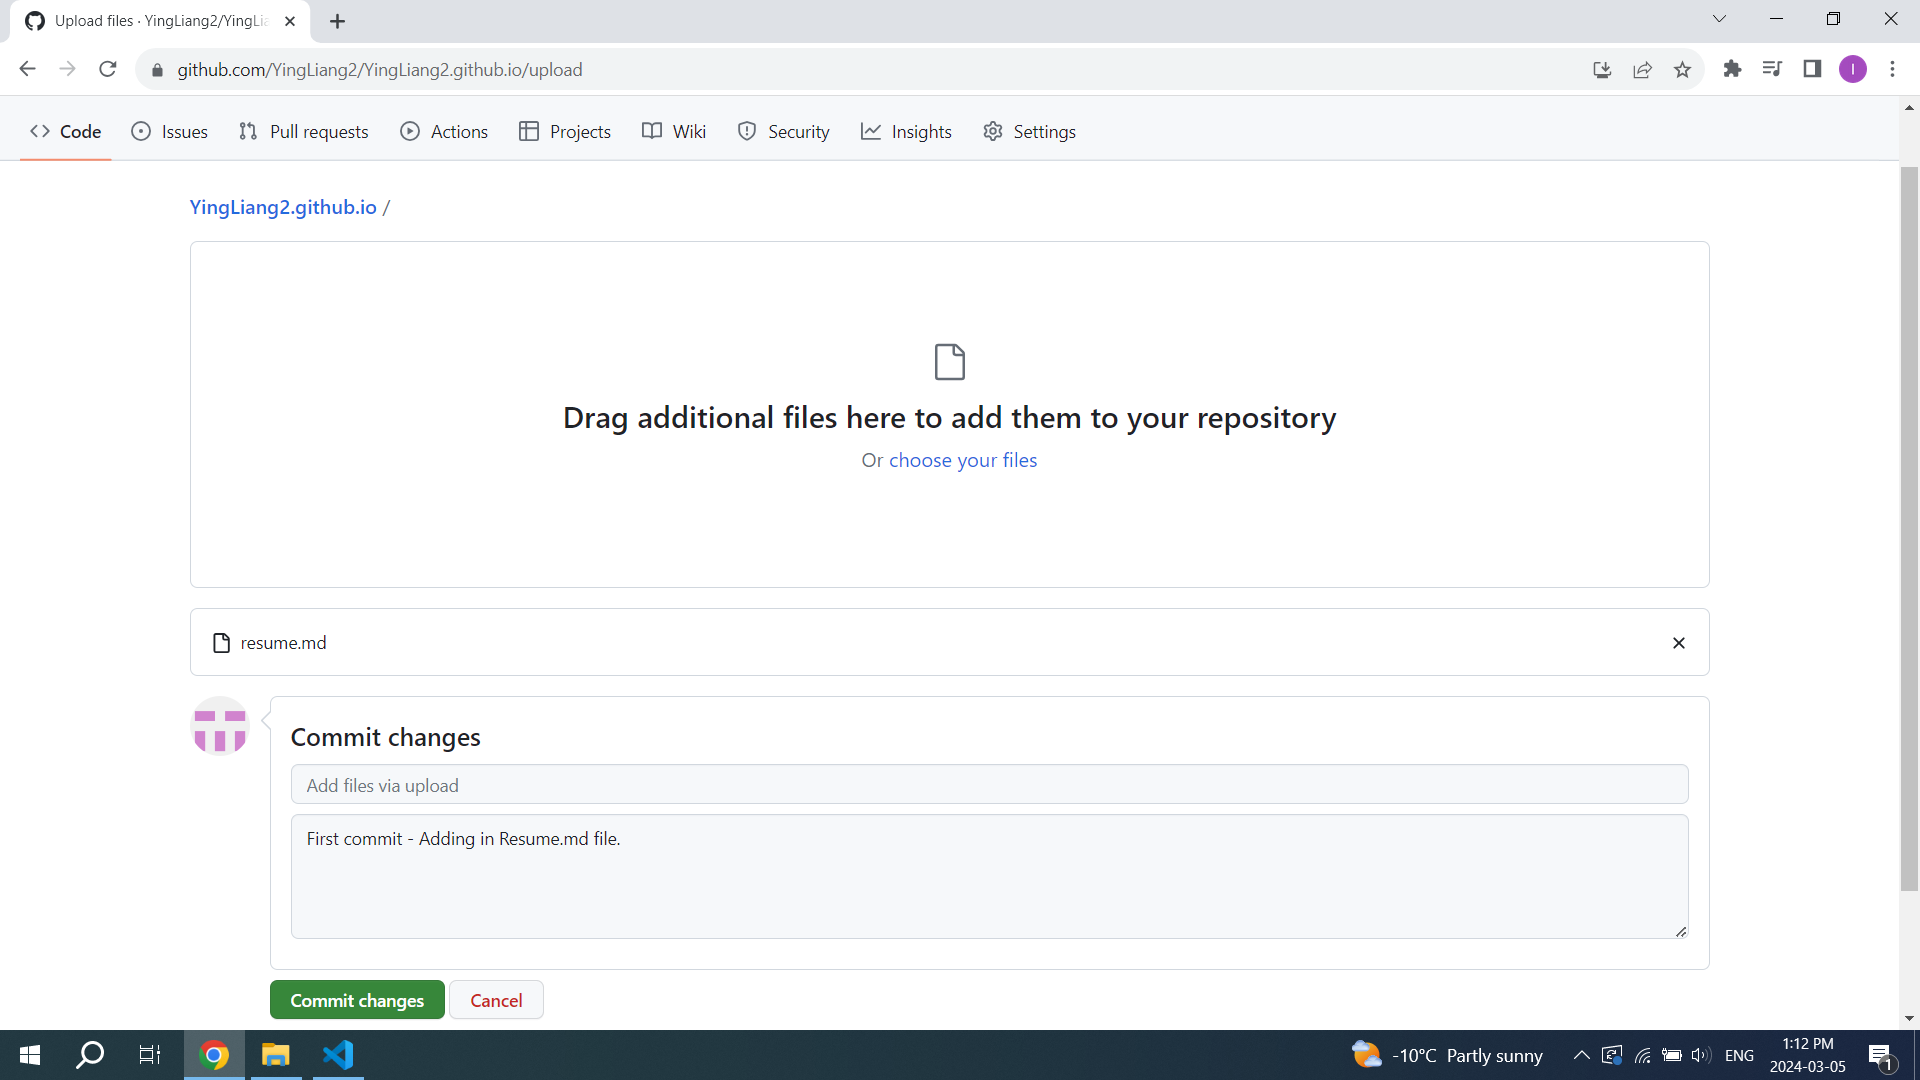 Upload files · YingLiang2/YingLia
github.com/YingLiang2/YingLiang2.github.io/upload
I
Code
Issues
Pull requests
Actions
Projects
Wiki
Security
Insights
Settings
YingLiang2.github.io /
Drag additional files here to add them to your repository
Or choose your files
resume.md
Commit changes
Add files via upload
First commit - Adding in Resume.md file.
Commit changes
Cancel
-10°C Partly sunny
ENG
1:12 PM
2024-03-05
1